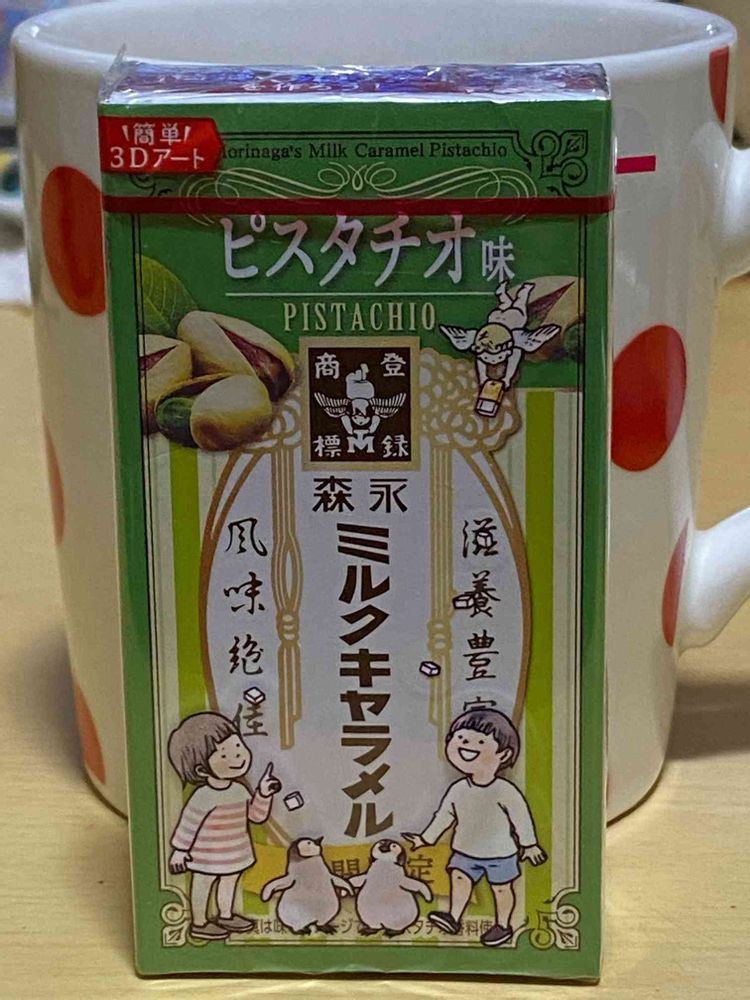 簡単
3Dアート
Morinaga's Milk Caramel Pistachio
ピスタチオ味
PISTACHIO
登録
商標
森永
ミルクキャラメル
滋養豊
風味絶佳